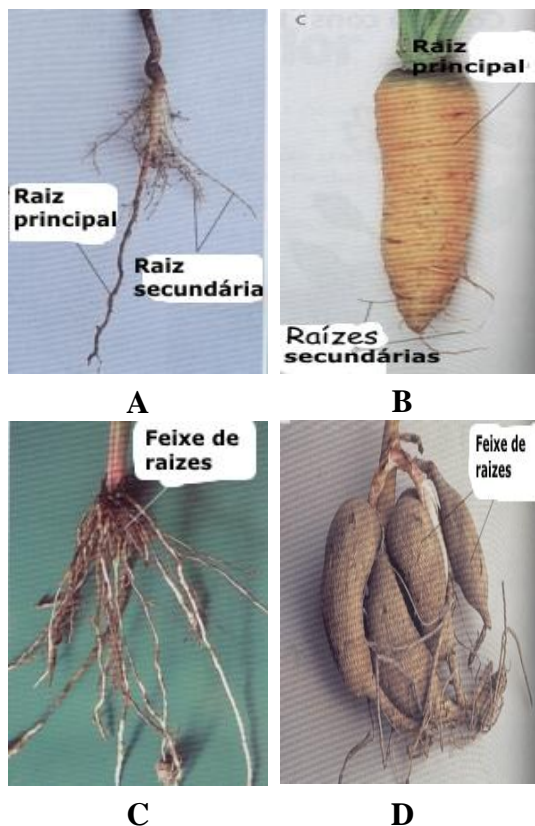 Raiz
principal
Raiz
secundária
A
C
Raiz
principal
Raízes
secundárias
B
Feixe de
raizes
C
Feixe de
raizes
D